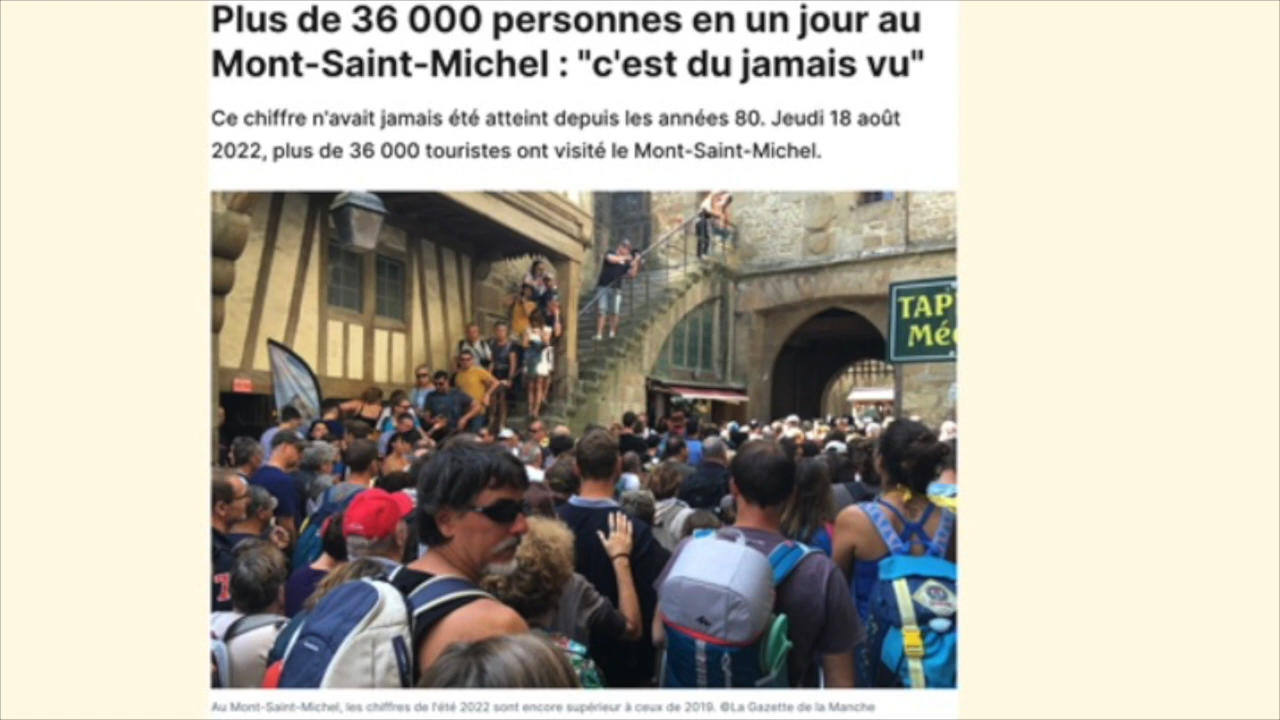 Plus de 36 000 personnes en un jour au
Mont-Saint-Michel : "c'est du jamais vu"
Ce chiffre n'avait jamais été atteint depuis les années 80. Jeudi 18 août
2022, plus de 36 000 touristes ont visité le Mont-Saint-Michel.
TAP
Mé
Au Mont-Saint-Michel, les chiffres de l'été 2022 sont encore supérieur à ceux de 2019. ©La Gazette de la Manche